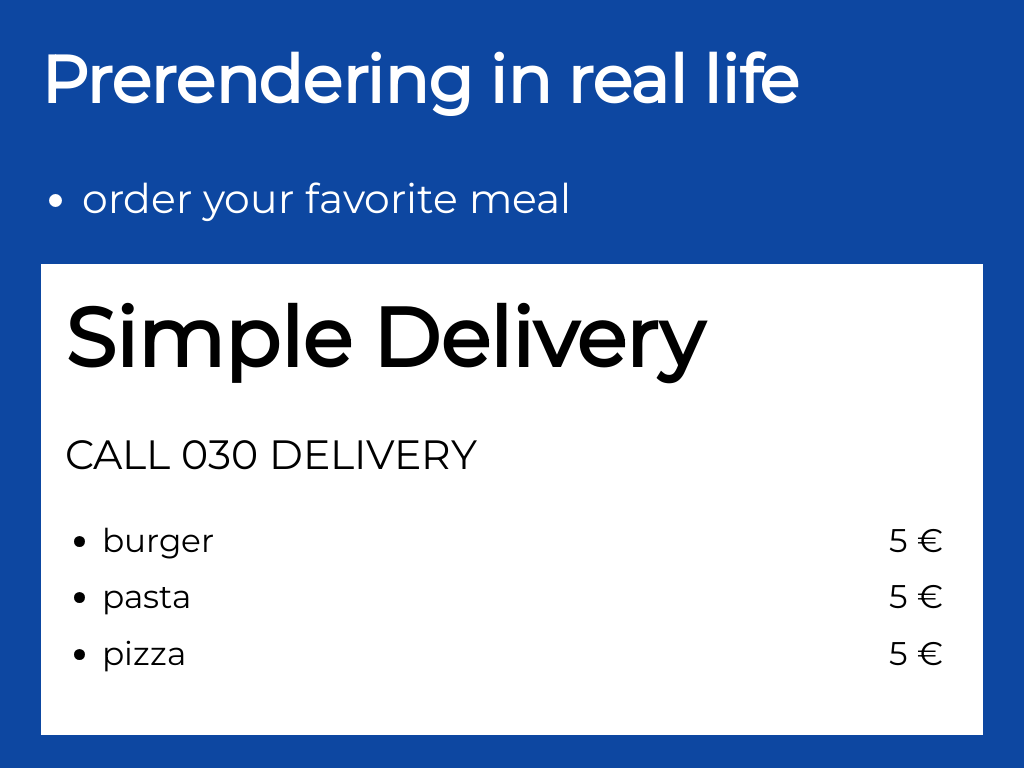 Prerendering in real life
• order your favorite meal
Simple Delivery
CALL 030 DELIVERY
• burger 5 €
• pasta 5 €
• pizza 5 €